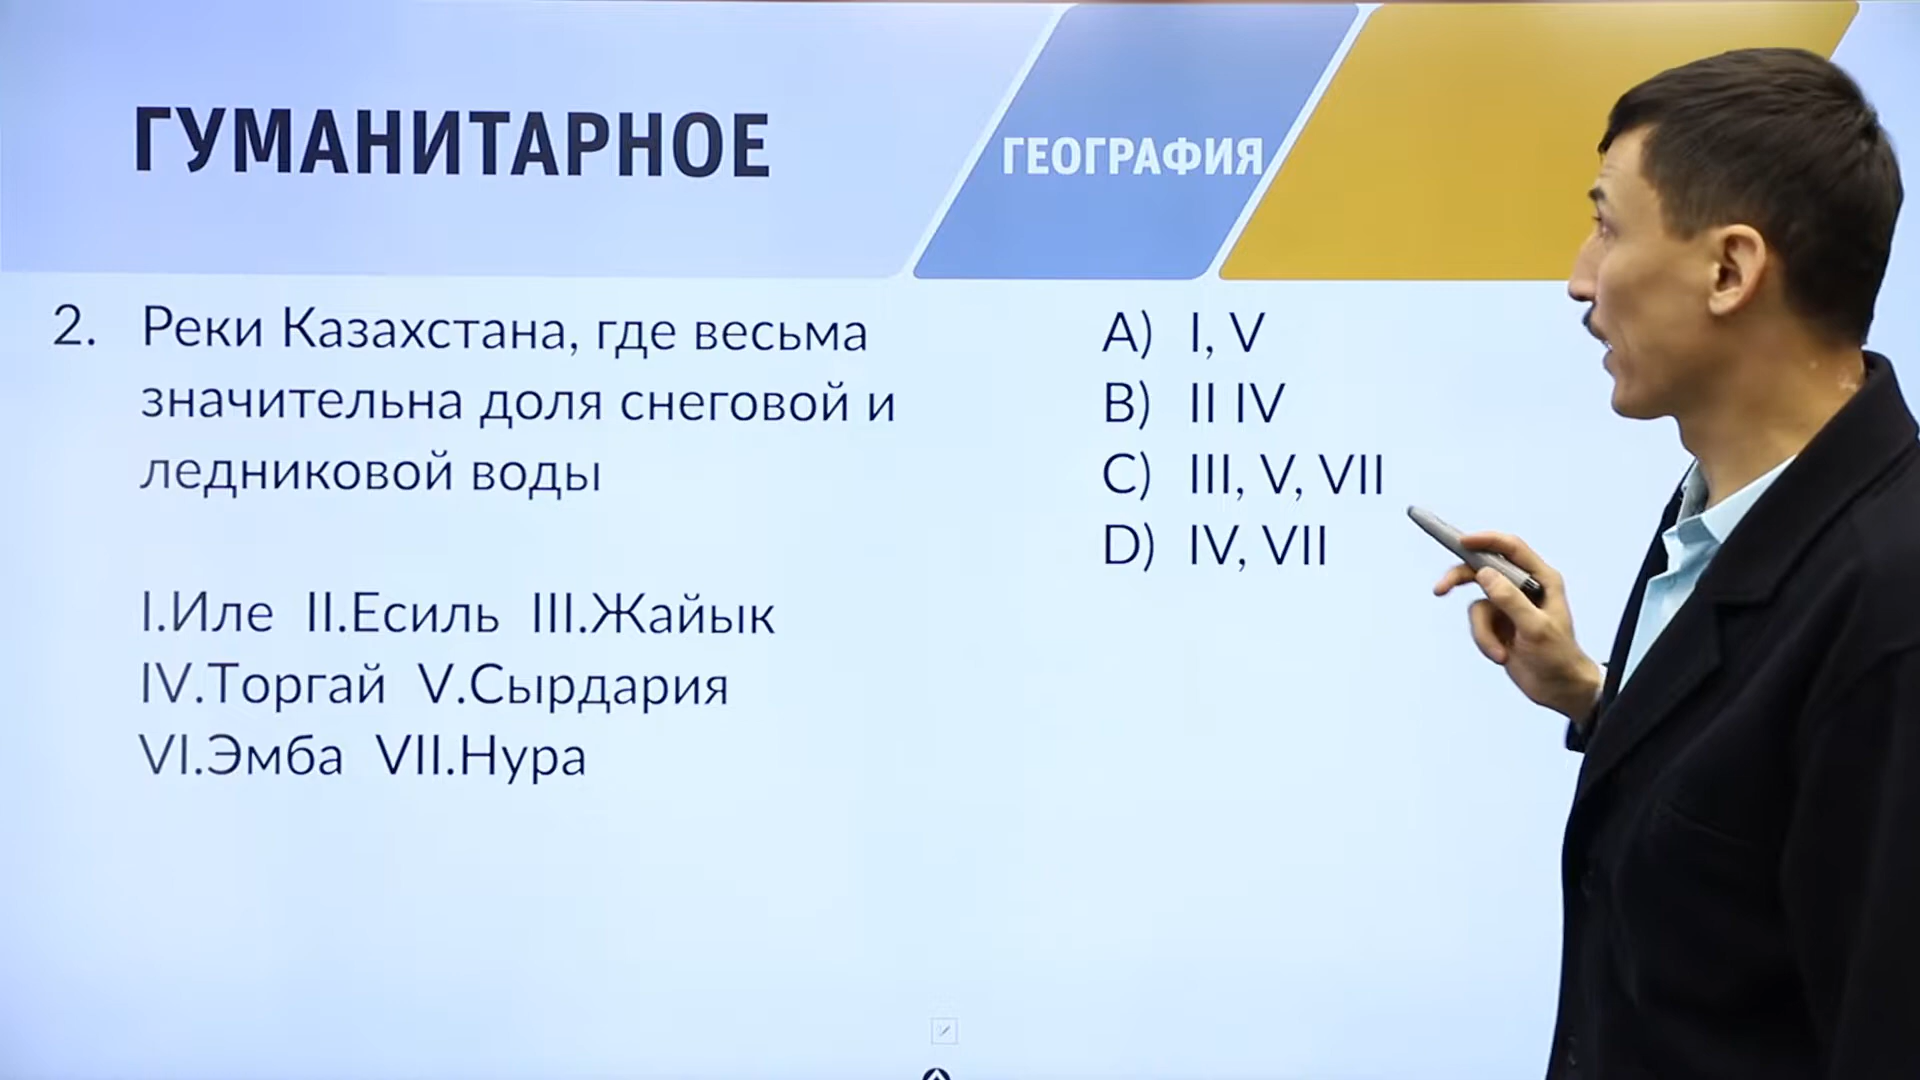 ГУМАНИТАРНОЕ
ГЕОГРАФИЯ
2. Реки Казахстана, где весьма
значительна доля снеговой и
ледниковой воды
I.Иле II.Есиль III.Жайык
IV.Торгай V.Сырдария
VI.Эмба VII.Нура
A) I, V
B) II IV
C) III, V, VII
D) IV, VII